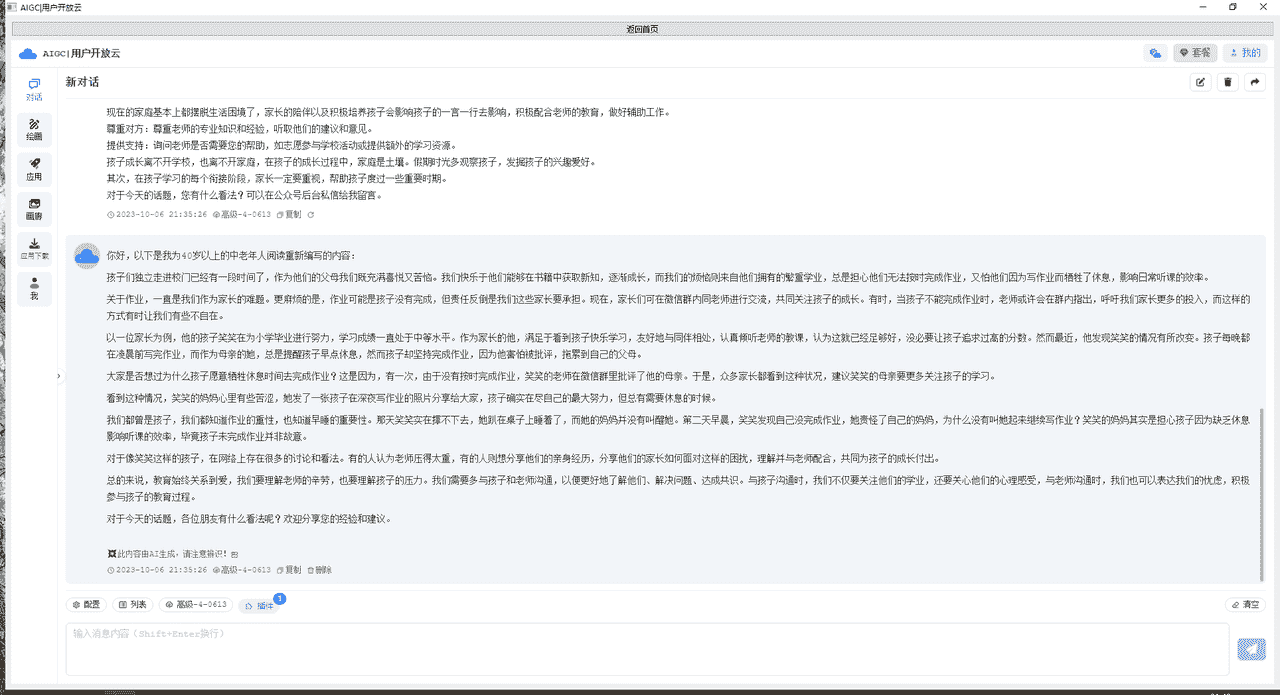 AIGC|用户开放云
返回首页
AIGC|用户开放云
套餐
我的
对话
绘画
应用
画廊
应用下载
我
新对话
现在的家庭基本上都摆脱生活困境了，家长的陪伴以及积极培养孩子会影响孩子的一言一行去影响，积极配合老师的教育，做好辅助工作。
尊重对方：尊重老师的专业知识和经验，听取他们的建议和意见。
提供支持：询问老师是否需要您的帮助，如志愿参与学校活动或提供额外的学习资源。
孩子成长离不开学校，也离不开家庭，在孩子的成长过程中，家庭是土壤。假期时光多观察孩子，发掘孩子的兴趣爱好。
其次，在孩子学习的每个衔接阶段，家长一定要重视，帮助孩子度过一些重要时期。
对于今天的话题，您有什么看法？可以在公众号后台私信给我留言。
2023-10-06 21:35:26 高级-4-0613 复制
你好，以下是我为40岁以上的中老年人阅读重新编写的内容：
孩子们独立走进校门已经有一段时间了，作为他们的父母我们既充满喜悦又苦恼。我们快乐于他们能够在书籍中获取新知，逐渐成长，而我们的烦恼则来自他们拥有的繁重学业，总是担心他们无法按时完成作业，又怕他们因为写作业而牺牲了休息，影响日常听课的效率。
关于作业，一直是我们作为家长的难题。更麻烦的是，作业可能是孩子没有完成，但责任反倒是我们这些家长要承担。现在，家长们可在微信群内同老师进行交流，共同关注孩子的成长。有时，当孩子不能完成作业时，老师或许会在群内指出，呼吁我们家长更多的投入，而这样的
方式有时让我们有些不自在。
以一位家长为例，他的孩子笑笑在为小学毕业进行努力，学习成绩一直处于中等水平。作为家长的他，满足于看到孩子快乐学习，友好地与同伴相处，认真倾听老师的教课，认为这就已经足够好，没必要让孩子追求过高的分数。然而最近，他发现笑笑的情况有所改变。孩子每晚都
在凌晨前写完作业，而作为母亲的她，总是提醒孩子早点休息，然而孩子却坚持完成作业，因为他害怕被批评，拖累到自己的父母。
大家是否想过为什么孩子愿意牺牲休息时间去完成作业？这是因为，有一次，由于没有按时完成作业，笑笑的老师在微信群里批评了他的母亲。于是，众多家长都看到这种状况，建议笑笑的母亲要更多关注孩子的学习。
看到这种情况，笑笑的妈妈心里有些苦涩，她发了一张孩子在深夜写作业的照片分享给大家，孩子确实在尽自己的最大努力，但总有需要休息的时候。
我们都曾是孩子，我们都知道作业的重性，也知道早睡的重要性。那天笑笑实在撑不下去，她趴在桌子上睡着了，而她的妈妈并没有叫醒她。第二天早晨，笑笑发现自己没完成作业，她责怪了自己的妈妈，为什么没有叫她起来继续写作业？笑笑的妈妈其实是担心孩子因为缺乏休息
影响听课的效率，毕竟孩子未完成作业并非故意。
对于像笑笑这样的孩子，在网络上存在很多的讨论和看法。有的人认为老师压得太重，有的人则想分享他们的亲身经历，分享他们的家长如何面对这样的困扰，理解并与老师配合，共同为孩子的成长付出。
总的来说，教育始终关系到爱，我们要理解老师的辛劳，也要理解孩子的压力。我们需要多与孩子和老师沟通，以便更好地了解他们、解决问题、达成共识。与孩子沟通时，我们不仅要关注他们的学业，还要关心他们的心理感受，与老师沟通时，我们也可以表达我们的忧虑，积极
参与孩子的教育过程。
对于今天的话题，各位朋友有什么看法呢？欢迎分享您的经验和建议。
此内容由AI生成，请注意辨识！
2023-10-06 21:35:26 高级-4-0613 复制 删除
配置 列表 高级-4-0613 插件 3
清空
输入消息内容（Shift+Enter换行）